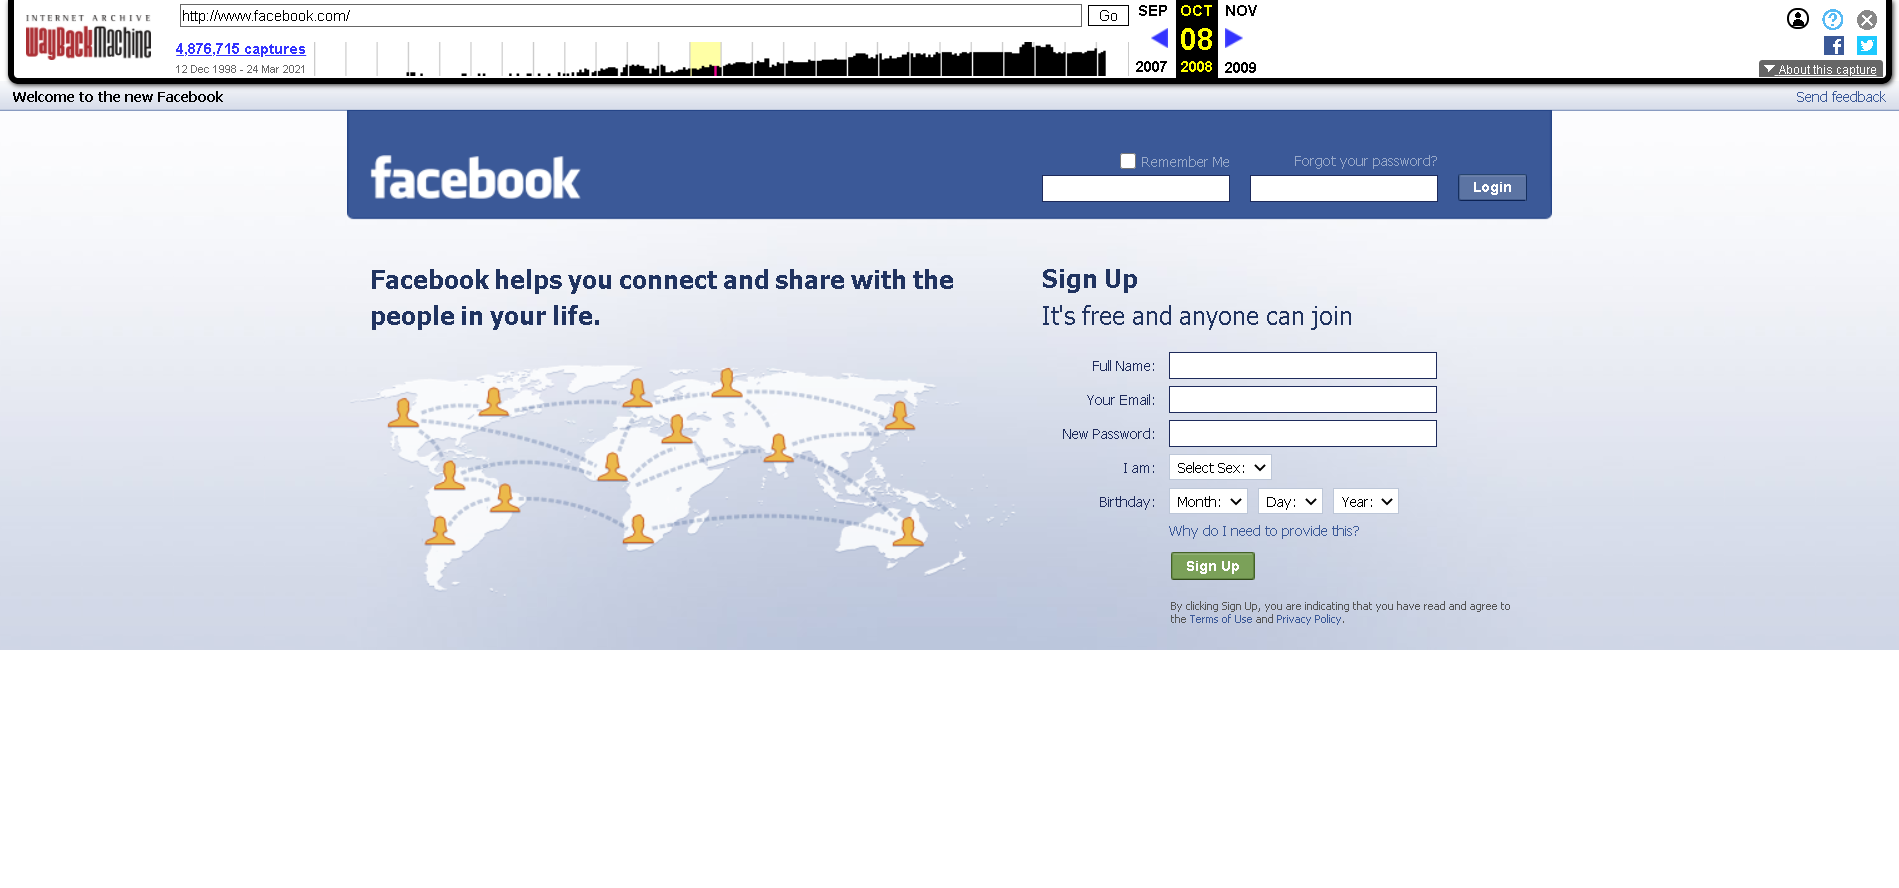 INTERNET ARCHIVE
WayBackMachine
http://www.facebook.com/
Go
4,876,715 captures
12 Dec 1998 - 24 Mar 2021
SEP OCT NOV
08
2007 2008 2009
About this capture
Welcome to the new Facebook
Send feedback
facebook
Remember Me
Forgot your password?
Login
Facebook helps you connect and share with the
people in your life.
Sign Up
It's free and anyone can join
Full Name:
Your Email:
New Password:
I am: Select Sex:
Birthday: Month: Day: Year:
Why do I need to provide this?
Sign Up
By clicking Sign Up, you are indicating that you have read and agree to
the Terms of Use and Privacy Policy.